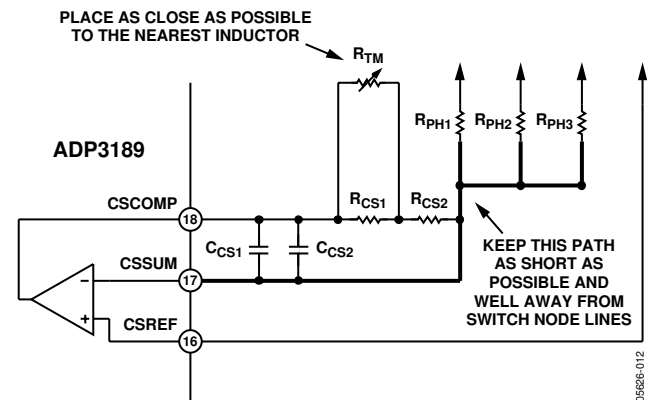 PLACE AS CLOSE AS POSSIBLE
TO THE NEAREST INDUCTOR
RTM
RPH1
RPH2
RPH3
ADP3189
CSCOMP
18
RCS1
RCS2
CCS1
CCS2
KEEP THIS PATH
AS SHORT AS
POSSIBLE AND
WELL AWAY FROM
SWITCH NODE LINES
CSSUM
17
−
+
CSREF
16
05626-012